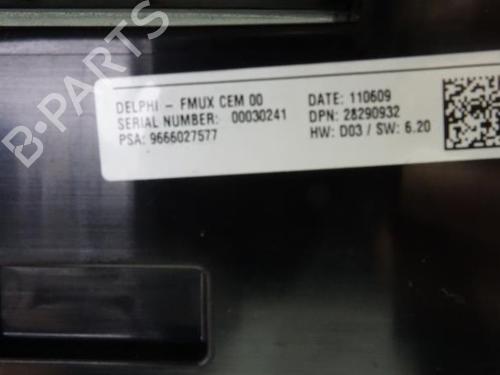 DELPHI - FMUX CEM 00 DATE: 110609
SERIAL NUMBER: 00030241 DPN: 28290932
PSA: 9666027577 HW: D03 / SW: 6.20
B-PARTS